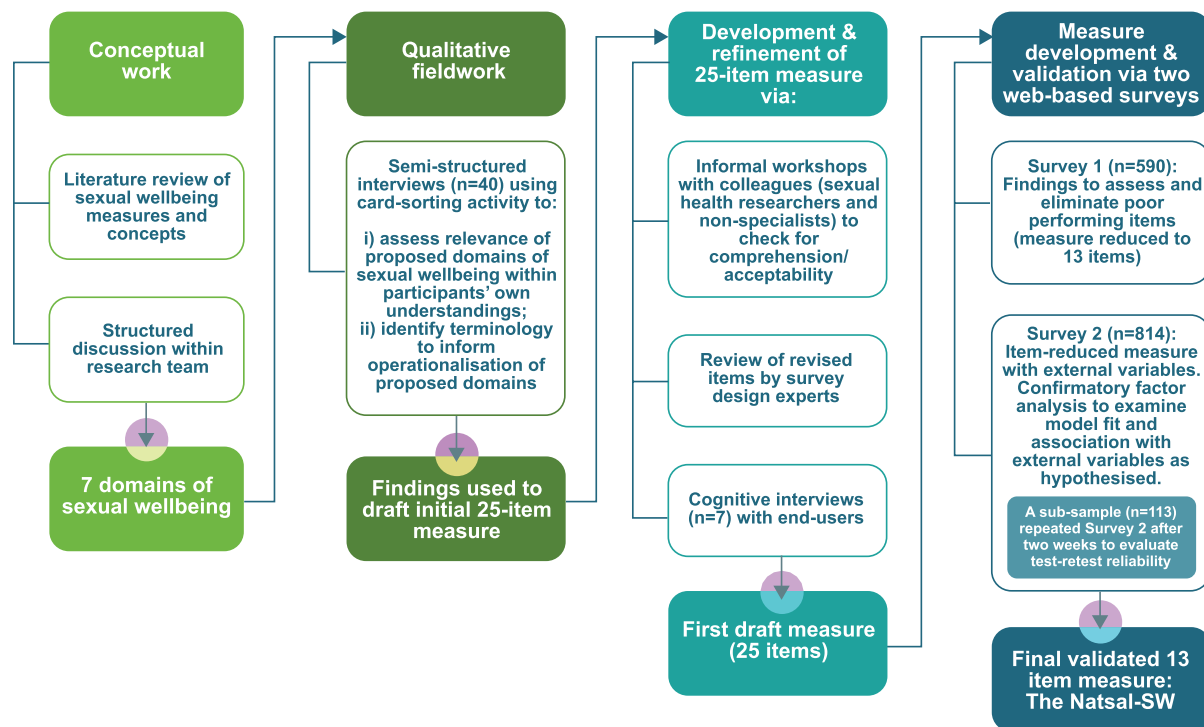 Conceptual
work
Literature review of
sexual wellbeing
measures and
concepts
Structured
discussion within
research team
7 domains of
sexual wellbeing
Qualitative
fieldwork
Semi-structured
interviews (n=40) using
card-sorting activity to:
i) assess relevance of
proposed domains of
sexual wellbeing within
participants’ own
understandings;
ii) identify terminology
to inform
operationalisation of
proposed domains
Findings used to
draft initial 25-item
measure
Development &
refinement of
25-item measure
via:
Informal workshops
with colleagues (sexual
health researchers and
non-specialists) to
check for
comprehension/
acceptability
Review of revised
items by survey
design experts
Cognitive interviews
(n=7) with end-users
First draft measure
(25 items)
Measure
development &
validation via two
web-based surveys
Survey 1 (n=590):
Findings to assess and
eliminate poor
performing items
(measure reduced to
13 items)
Survey 2 (n=814):
Item-reduced measure
with external variables.
Confirmatory factor
analysis to examine
model fit and
association with
external variables as
hypothesised.
A sub-sample (n=113)
repeated Survey 2 after
two weeks to evaluate
test-retest reliability
Final validated 13
item measure:
The Natsal-SW